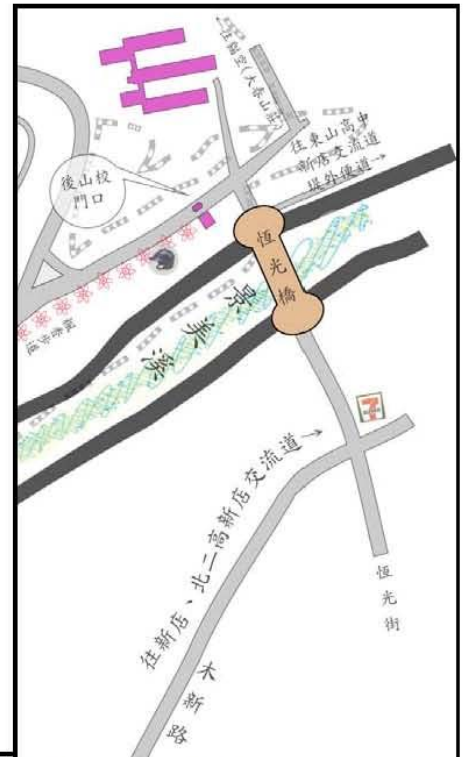 往東山高中
新店交流道
堤外便道→
後山校
門口
恆光橋
景美溪
7
往新店、北二高新店交流道→
恆光街
木新路